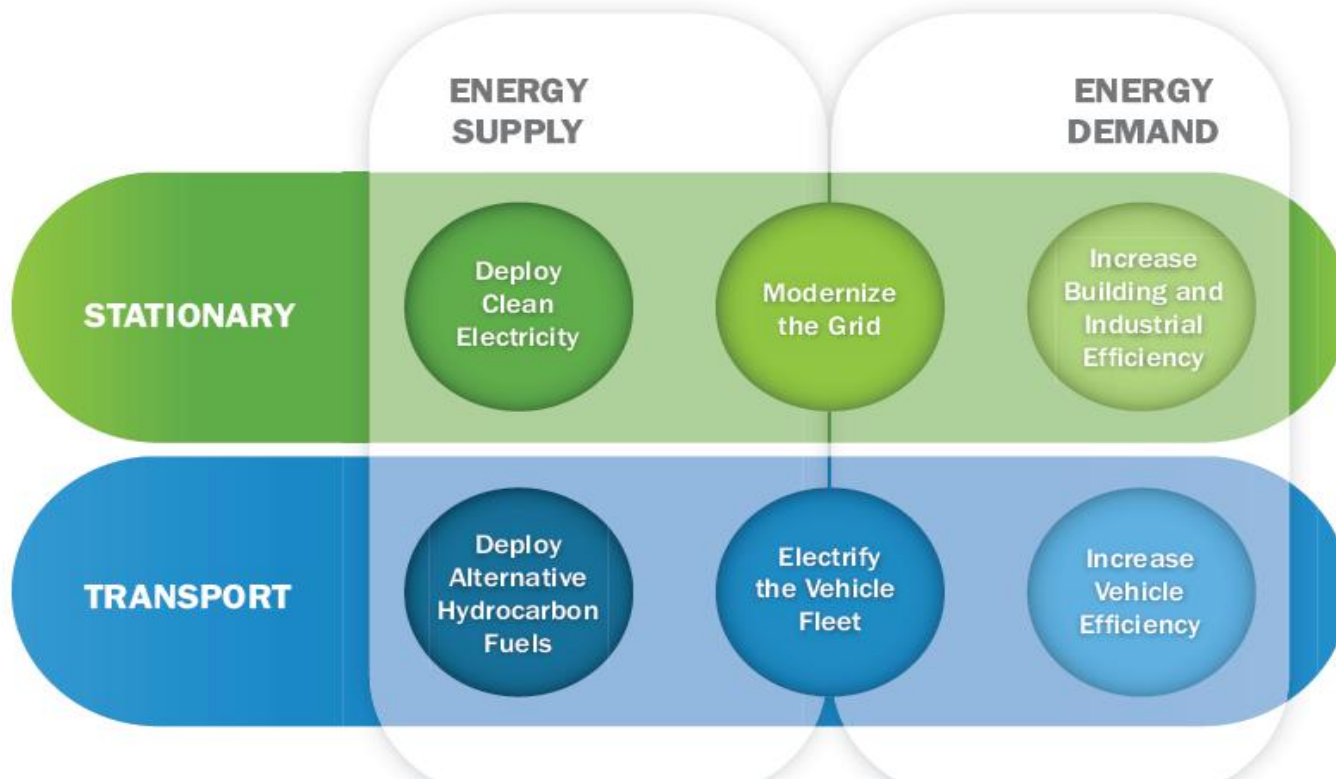 ENERGY
SUPPLY
ENERGY
DEMAND
STATIONARY
Deploy
Clean
Electricity
Modernize
the Grid
Increase
Building and
Industrial
Efficiency
TRANSPORT
Deploy
Alternative
Hydrocarbon
Fuels
Electrify
the Vehicle
Fleet
Increase
Vehicle
Efficiency